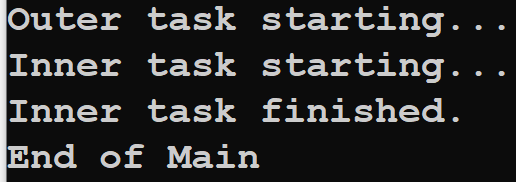 Outer task starting...
Inner task starting...
Inner task finished.
End of Main